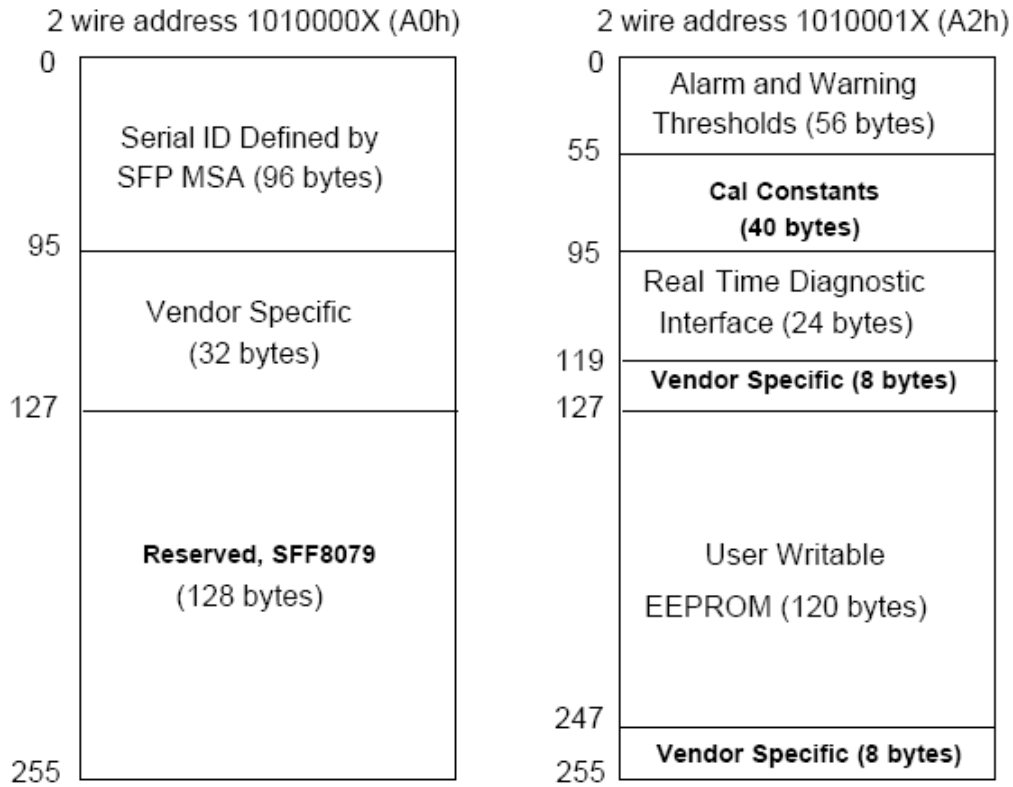 2 wire address 1010000X (A0h)
0
Serial ID Defined by
SFP MSA (96 bytes)
95
Vendor Specific
(32 bytes)
127
Reserved, SFF8079
(128 bytes)
255
2 wire address 1010001X (A2h)
0
Alarm and Warning
Thresholds (56 bytes)
55
Cal Constants
(40 bytes)
95
Real Time Diagnostic
Interface (24 bytes)
119
Vendor Specific (8 bytes)
127
User Writable
EEPROM (120 bytes)
247
Vendor Specific (8 bytes)
255